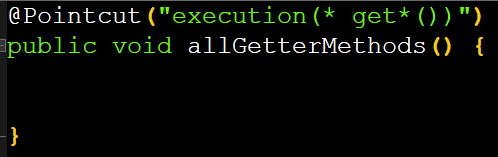 @Pointcut("execution(* get*())")
public void allGetterMethods() {
}